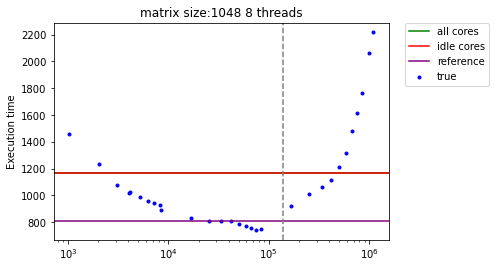 matrix size:1048 8 threads
all cores
idle cores
reference
true
Execution time
2200
2000
1800
1600
1400
1200
1000
800
10³ 10⁴ 10⁵ 10⁶